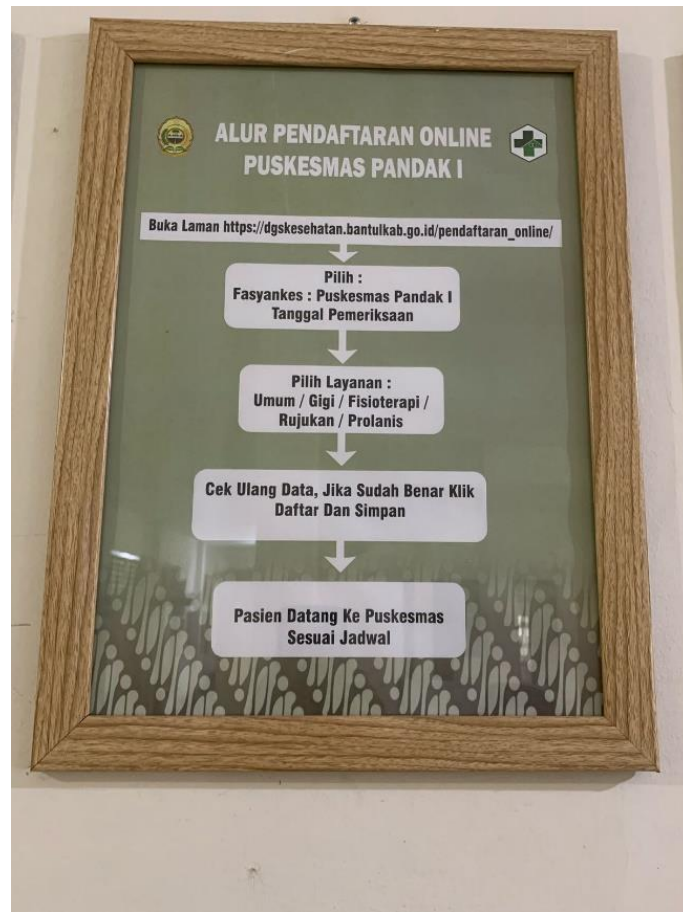 ALUR PENDAFTARAN ONLINE
PUSKESMAS PANDAK I
Buka Laman https://dgskesehatan.bantulkab.go.id/pendaftaran_online/
Pilih :
Fasyankes : Puskesmas Pandak I
Tanggal Pemeriksaan
Pilih Layanan :
Umum / Gigi / Fisioterapi /
Rujukan / Prolanis
Cek Ulang Data, Jika Sudah Benar Klik
Daftar Dan Simpan
Pasien Datang Ke Puskesmas
Sesuai Jadwal